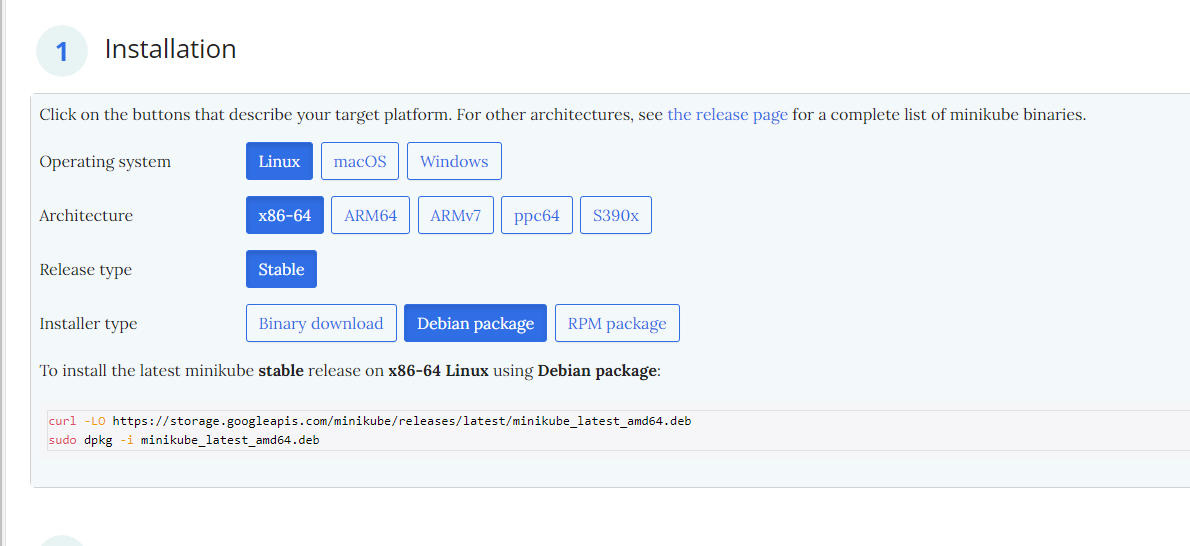 1 Installation
Click on the buttons that describe your target platform. For other architectures, see the release page for a complete list of minikube binaries.
Operating system Linux macOS Windows
Architecture x86-64 ARM64 ARMv7 ppc64 S390x
Release type Stable
Installer type Binary download Debian package RPM package
To install the latest minikube stable release on x86-64 Linux using Debian package:
curl -LO https://storage.googleapis.com/minikube/releases/latest/minikube_latest_amd64.deb
sudo dpkg -i minikube_latest_amd64.deb